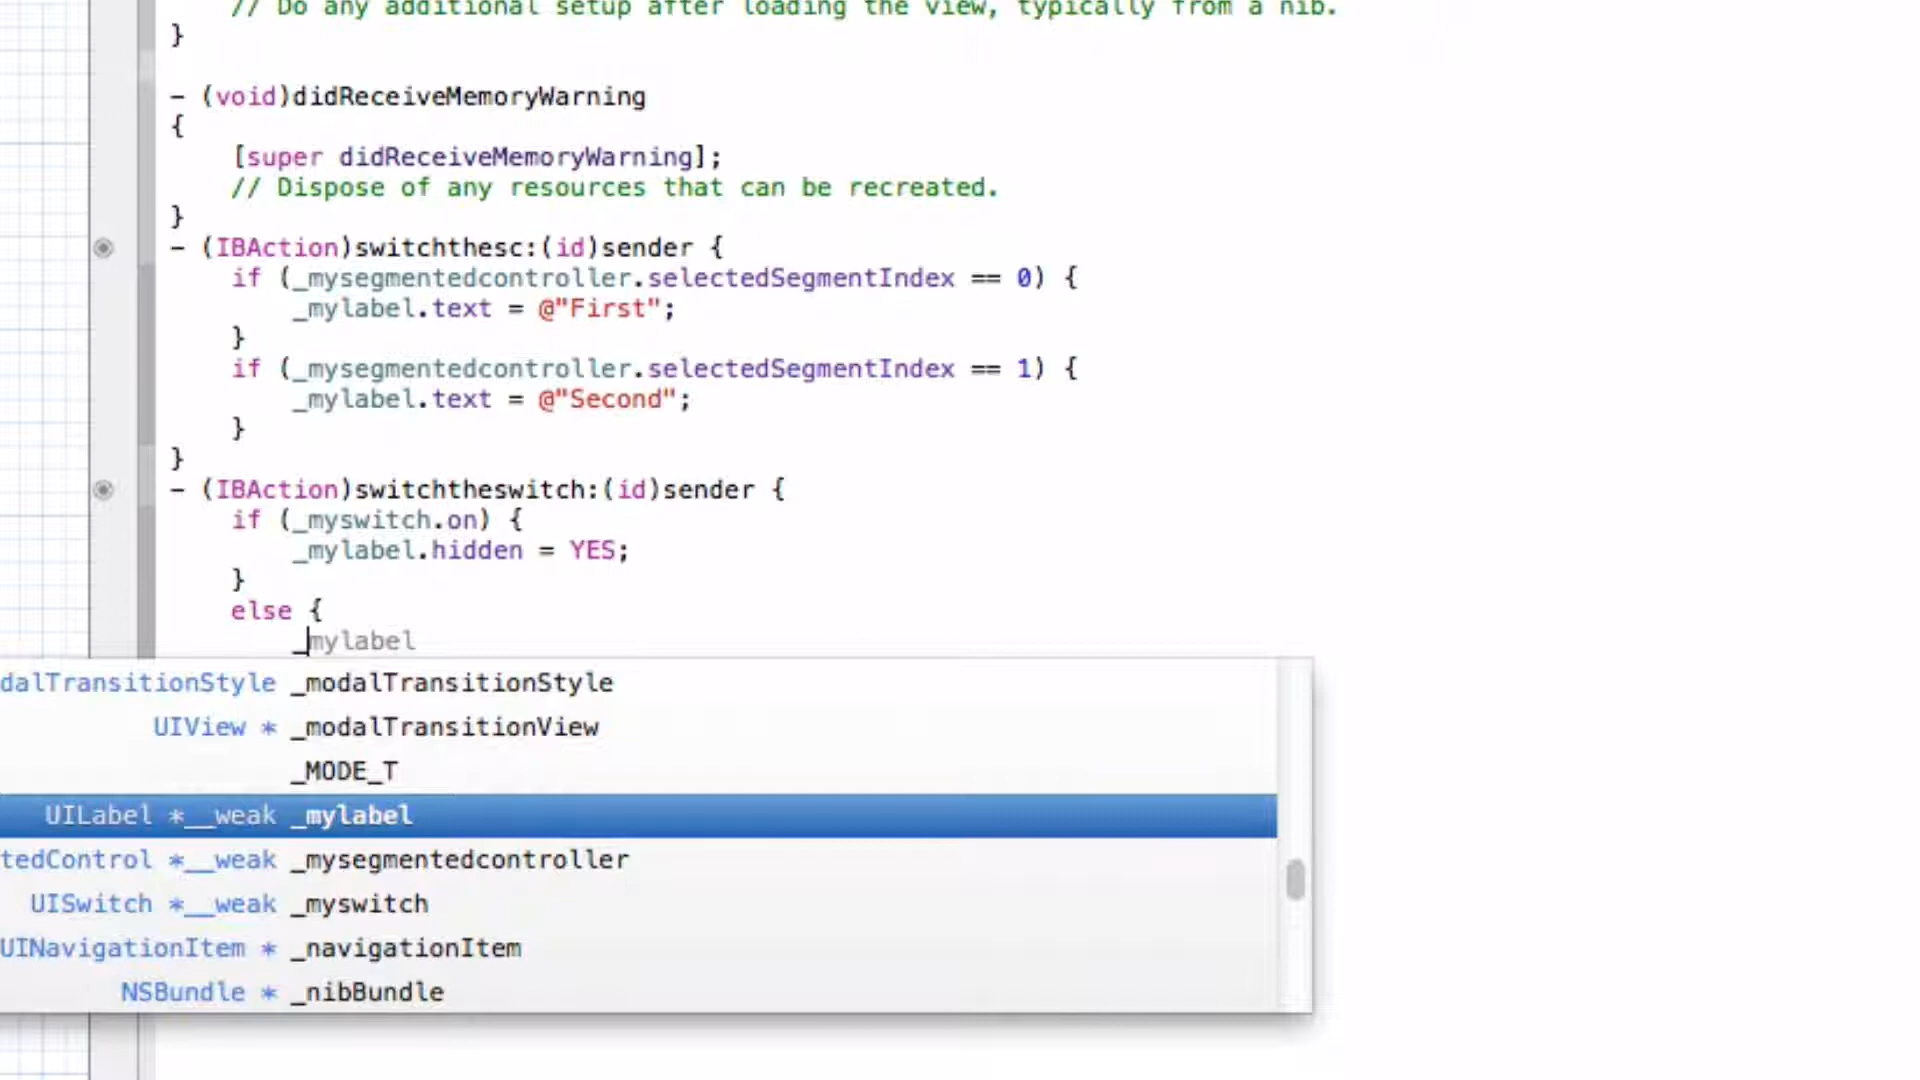 // Do any additional setup after loading the view, typically from a nib.
}
- (void)didReceiveMemoryWarning
{
[super didReceiveMemoryWarning];
// Dispose of any resources that can be recreated.
}
- (IBAction)switchthesc:(id)sender {
if (_mysegmentedcontroller.selectedSegmentIndex == 0) {
_mylabel.text = @"First";
}
if (_mysegmentedcontroller.selectedSegmentIndex == 1) {
_mylabel.text = @"Second";
}
}
- (IBAction)switchtheswitch:(id)sender {
if (_myswitch.on) {
_mylabel.hidden = YES;
}
else {
_mylabel
dalTransitionStyle _modalTransitionStyle
UIView * _modalTransitionView
_MODE_T
UILabel *__weak _mylabel
tedControl *__weak _mysegmentedcontroller
UISwitch *__weak _myswitch
UINavigationItem * _navigationItem
NSBundle * _nibBundle